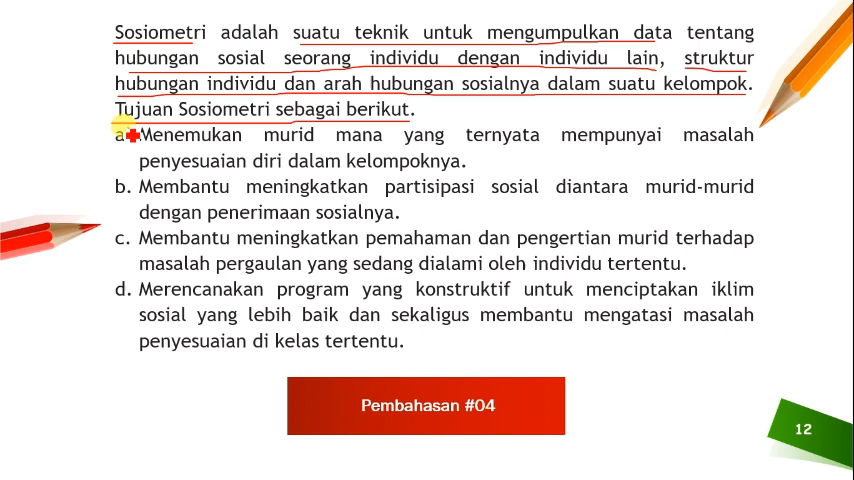 Sosiometri adalah suatu teknik untuk mengumpulkan data tentang
hubungan sosial seorang individu dengan individu lain, struktur
hubungan individu dan arah hubungan sosialnya dalam suatu kelompok.
Tujuan Sosiometri sebagai berikut.
a. Menemukan murid mana yang ternyata mempunyai masalah
penyesuaian diri dalam kelompoknya.
b. Membantu meningkatkan partisipasi sosial diantara murid-murid
dengan penerimaan sosialnya.
c. Membantu meningkatkan pemahaman dan pengertian murid terhadap
masalah pergaulan yang sedang dialami oleh individu tertentu.
d. Merencanakan program yang konstruktif untuk menciptakan iklim
sosial yang lebih baik dan sekaligus membantu mengatasi masalah
penyesuaian di kelas tertentu.
Pembahasan #04
12